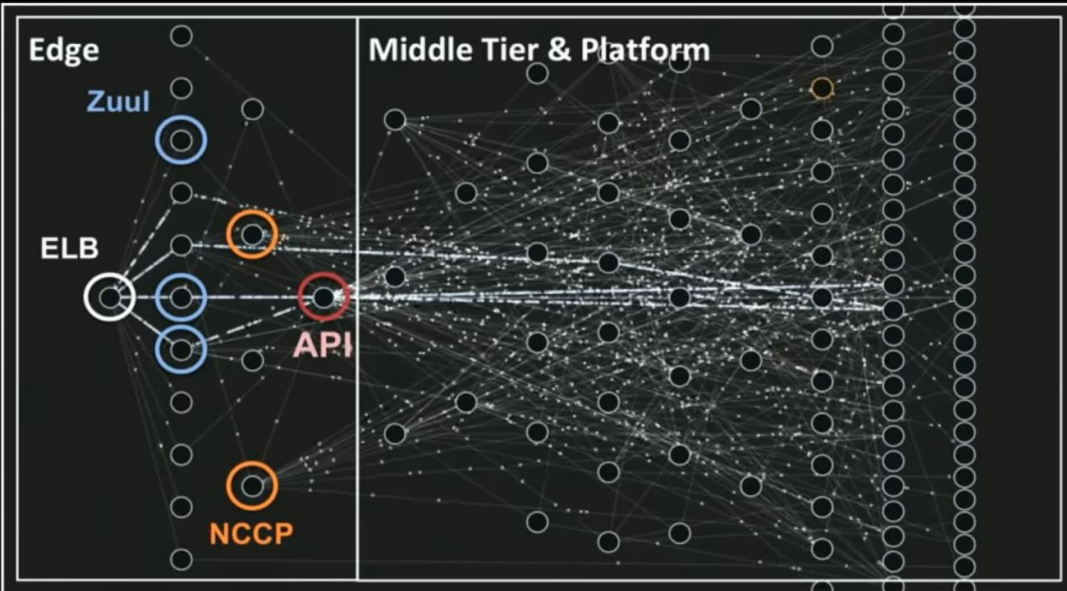 Edge
Middle Tier & Platform
Zuul
ELB
API
NCCP